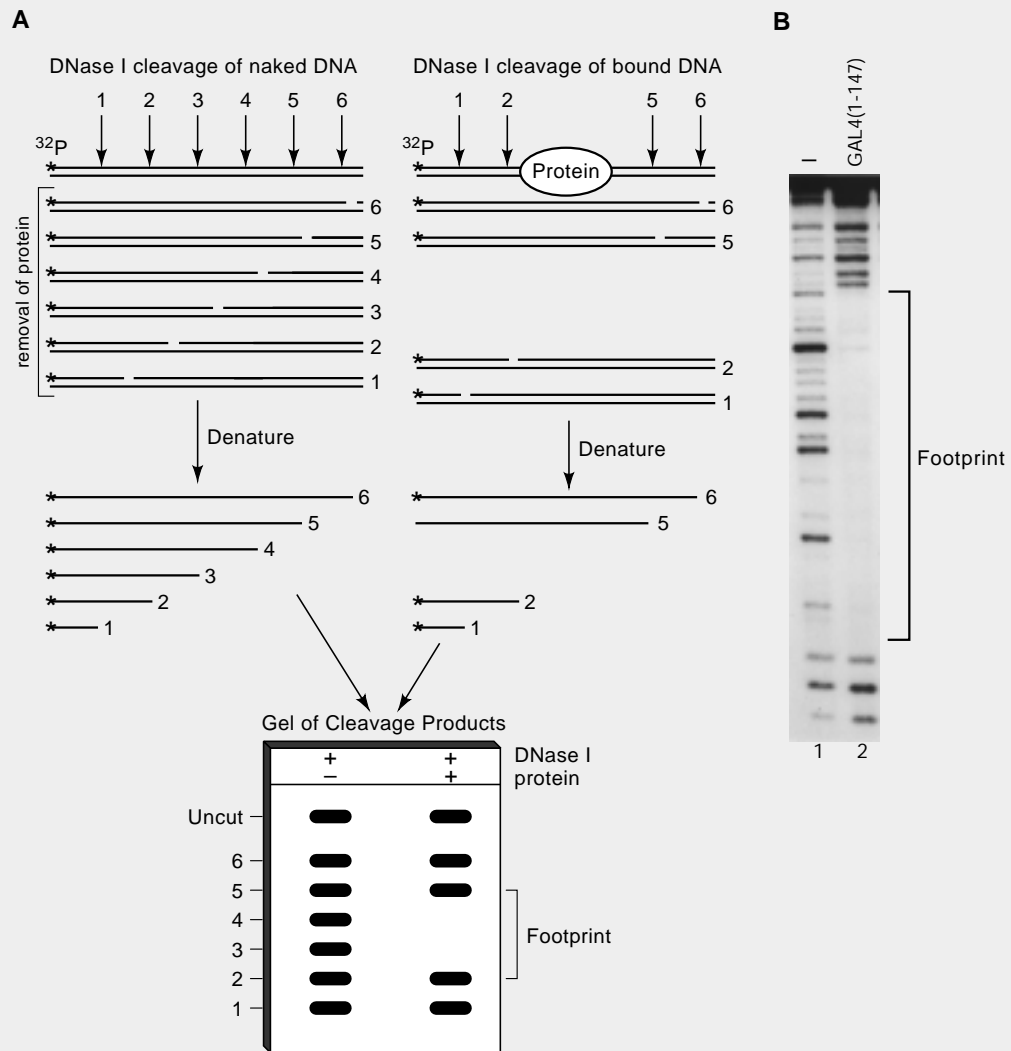 A
DNase I cleavage of naked DNA
1 2 3 4 5 6
32P
*
removal of protein
* 6
* 5
* 4
* 3
* 2
* 1
Denature
* 6
* 5
* 4
* 3
* 2
* 1
DNase I cleavage of bound DNA
1 2 5 6
32P
* Protein
* 6
* 5
* 2
* 1
Denature
* 6
5
* 2
* 1
Gel of Cleavage Products
+ + DNase I
– + protein
Uncut
6
5
4
3
2
1
Footprint
B
– GAL4(1-147)
Footprint
1 2